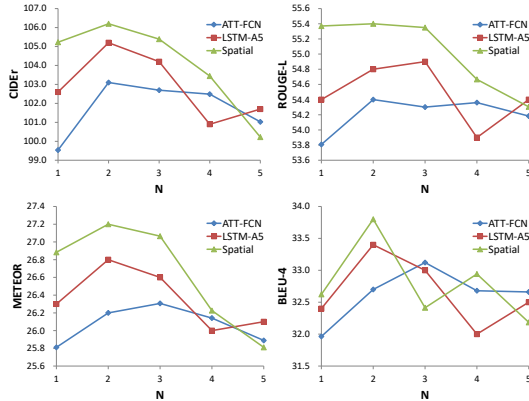 CIDEr
107.0
106.0
105.0
104.0
103.0
102.0
101.0
100.0
99.0
1 2 3 4 5
N
ATT-FCN
LSTM-A5
Spatial
ROUGE-L
55.6
55.4
55.2
55.0
54.8
54.6
54.4
54.2
54.0
53.8
53.6
1 2 3 4 5
N
ATT-FCN
LSTM-A5
Spatial
METEOR
27.4
27.2
27.0
26.8
26.6
26.4
26.2
26.0
25.8
25.6
1 2 3 4 5
N
ATT-FCN
LSTM-A5
Spatial
BLEU-4
34.0
33.5
33.0
32.5
32.0
31.5
1 2 3 4 5
N
ATT-FCN
LSTM-A5
Spatial